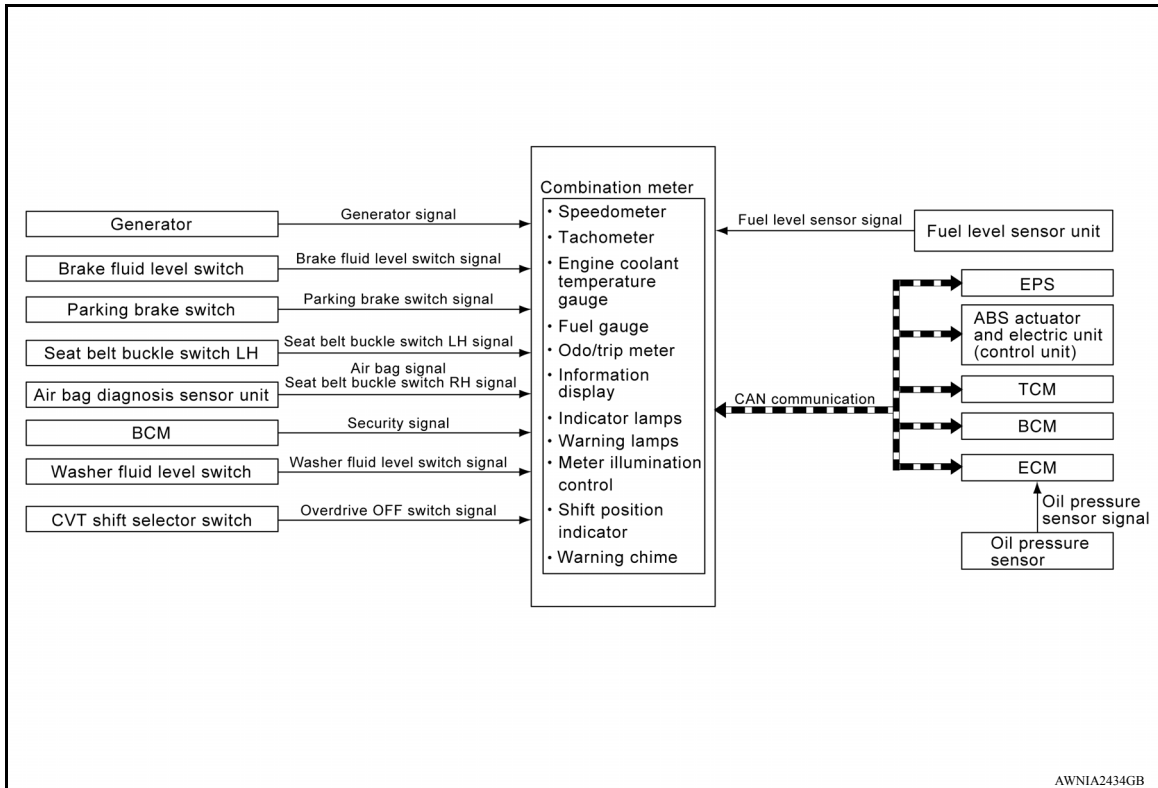 Generator
Brake fluid level switch
Parking brake switch
Seat belt buckle switch LH
Air bag diagnosis sensor unit
BCM
Washer fluid level switch
CVT shift selector switch
Generator signal
Brake fluid level switch signal
Parking brake switch signal
Seat belt buckle switch LH signal
Air bag signal
Seat belt buckle switch RH signal
Security signal
Washer fluid level switch signal
Overdrive OFF switch signal
Combination meter
· Speedometer
· Tachometer
· Engine coolant
temperature
gauge
· Fuel gauge
· Odo/trip meter
· Information
display
· Indicator lamps
· Warning lamps
· Meter illumination
control
· Shift position
indicator
· Warning chime
Fuel level sensor signal
Fuel level sensor unit
CAN communication
EPS
ABS actuator
and electric unit
(control unit)
TCM
BCM
ECM
Oil pressure
sensor signal
Oil pressure
sensor
AWNIA2434GB